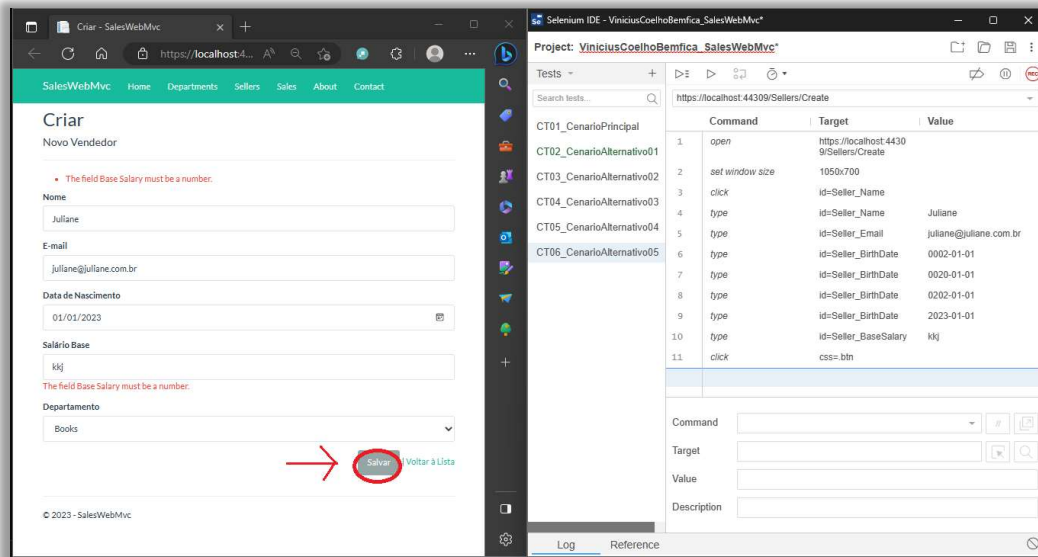 Criar - SalesWebMvc
https://localhost:4...
SalesWebMvc Home Departments Sellers Sales About Contact
Criar
Novo Vendedor
The field Base Salary must be a number.
Nome
Juliane
E-mail
juliane@juliane.com.br
Data de Nascimento
01/01/2023
Salário Base
kkj
The field Base Salary must be a number.
Departamento
Books
Salvar | Voltar à Lista
© 2023 - SalesWebMvc
Se Selenium IDE - ViniciusCoelhoBemfica_SalesWebMvc*
Project: ViniciusCoelhoBemfica_SalesWebMvc*
Tests
REC
Search tests...
https://localhost:44309/Sellers/Create
CT01_CenarioPrincipal
CT02_CenarioAlternativo01
CT03_CenarioAlternativo02
CT04_CenarioAlternativo03
CT05_CenarioAlternativo04
CT06_CenarioAlternativo05
Command Target Value
1 open https://localhost:4430
9/Sellers/Create
2 set window size 1050x700
3 click id=Seller_Name
4 type id=Seller_Name Juliane
5 type id=Seller_Email juliane@juliane.com.br
6 type id=Seller_BirthDate 0002-01-01
7 type id=Seller_BirthDate 0020-01-01
8 type id=Seller_BirthDate 0202-01-01
9 type id=Seller_BirthDate 2023-01-01
10 type id=Seller_BaseSalary kkj
11 click css=.btn
Command //
Target
Value
Description
Log Reference